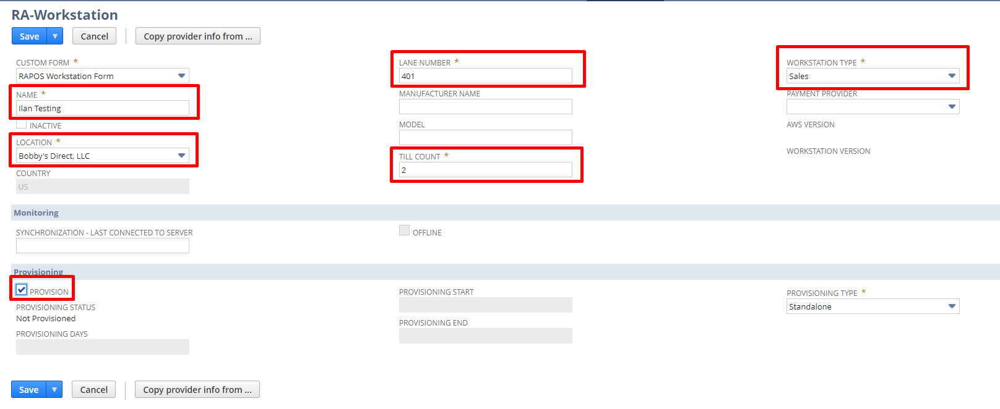 RA-Workstation
Save
Cancel
Copy provider info from ...
CUSTOM FORM *
RAPOS Workstation Form
NAME *
Ilan Testing
INACTIVE
LOCATION *
Bobby's Direct, LLC
COUNTRY
US
LANE NUMBER *
401
MANUFACTURER NAME
MODEL
TILL COUNT *
2
WORKSTATION TYPE *
Sales
PAYMENT PROVIDER
AWS VERSION
WORKSTATION VERSION
Monitoring
SYNCHRONIZATION - LAST CONNECTED TO SERVER
OFFLINE
Provisioning
PROVISION
PROVISIONING STATUS
Not Provisioned
PROVISIONING DAYS
PROVISIONING START
PROVISIONING END
PROVISIONING TYPE *
Standalone
Save
Cancel
Copy provider info from ...